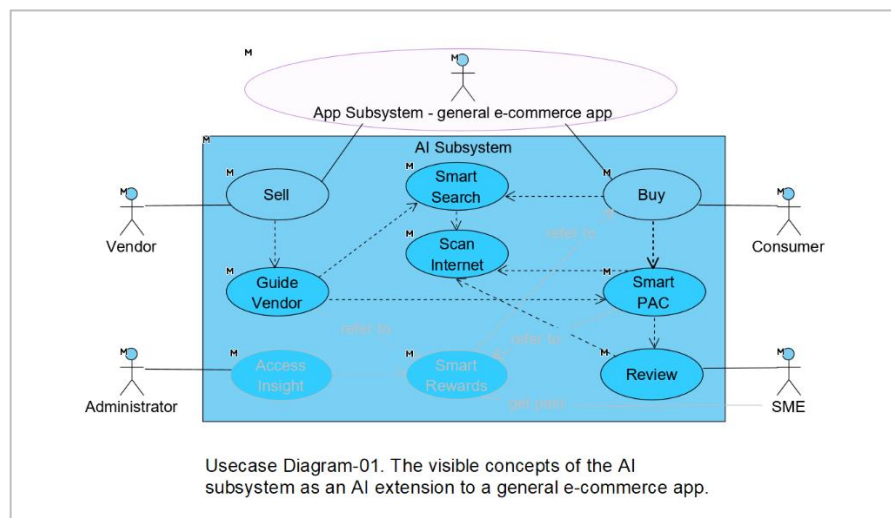 M
M
App Subsystem - general e-commerce app
M
AI Subsystem
M
Sell
M
Smart
Search
M
Buy
M
Vendor
M
Consumer
M
Scan
Internet
refer to
M
Guide
Vendor
M
Smart
PAC
refer to
refer to
M
Administrator
M
Access
Insight
M
Smart
Rewards
M
Review
M
SME
Usecase Diagram-01. The visible concepts of the AI
subsystem as an AI extension to a general e-commerce app.